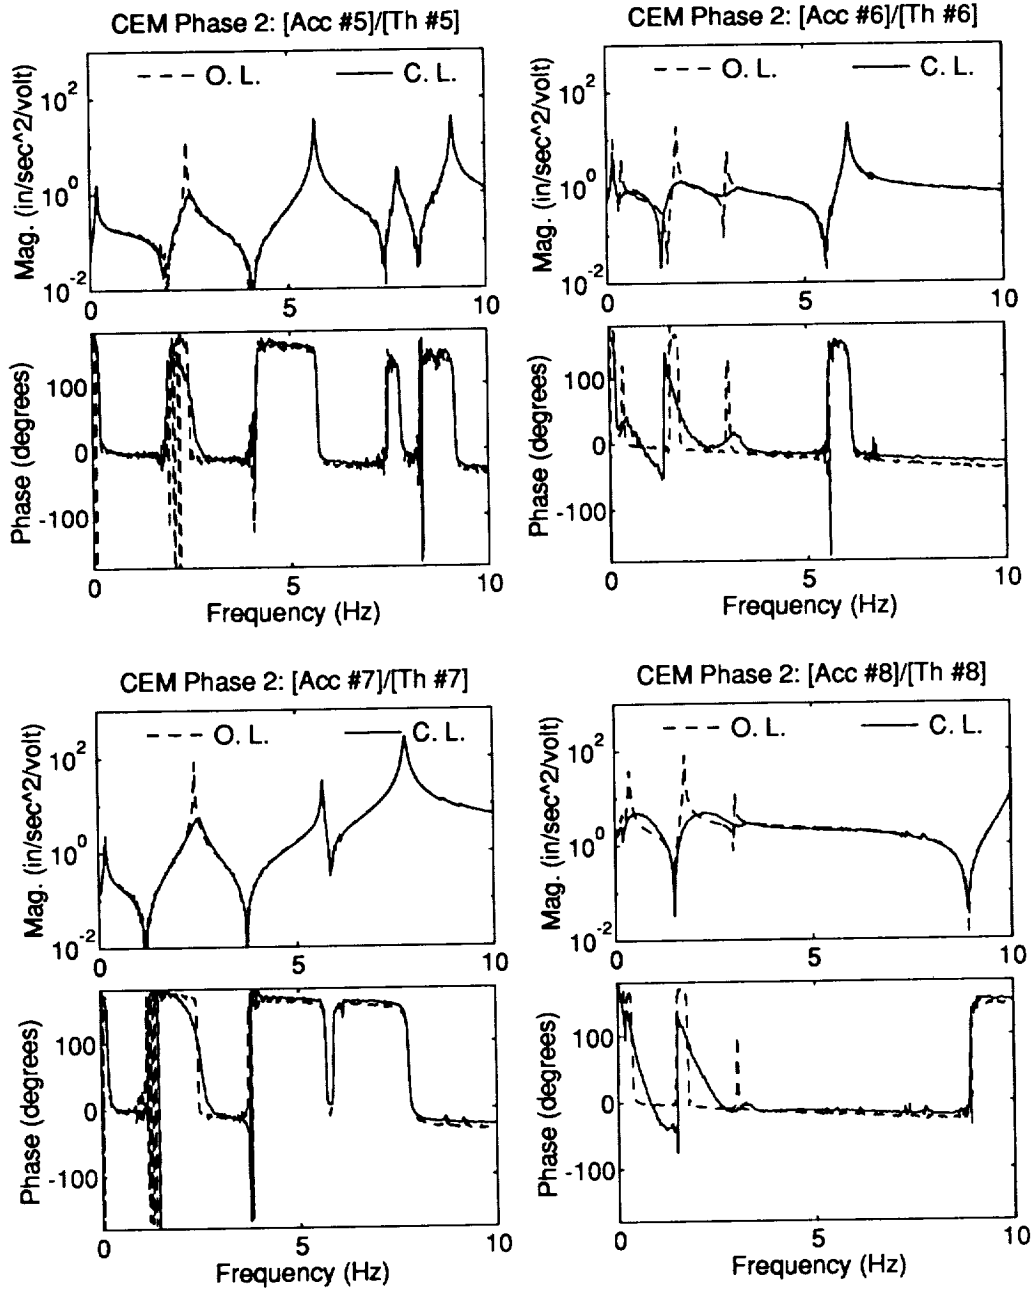 CEM Phase 2: [Acc #5]/[Th #5]
O. L.
C. L.
Mag. (in/sec^2/volt)
10^2
10^0
10^-2
0
5
10
Phase (degrees)
100
0
-100
0
5
10
Frequency (Hz)
CEM Phase 2: [Acc #6]/[Th #6]
O. L.
C. L.
Mag. (in/sec^2/volt)
10^2
10^0
10^-2
0
5
10
Phase (degrees)
100
0
-100
0
5
10
Frequency (Hz)
CEM Phase 2: [Acc #7]/[Th #7]
O. L.
C. L.
Mag. (in/sec^2/volt)
10^2
10^0
10^-2
0
5
10
Phase (degrees)
100
0
-100
0
5
10
Frequency (Hz)
CEM Phase 2: [Acc #8]/[Th #8]
O. L.
C. L.
Mag. (in/sec^2/volt)
10^2
10^0
10^-2
0
5
10
Phase (degrees)
100
0
-100
0
5
10
Frequency (Hz)